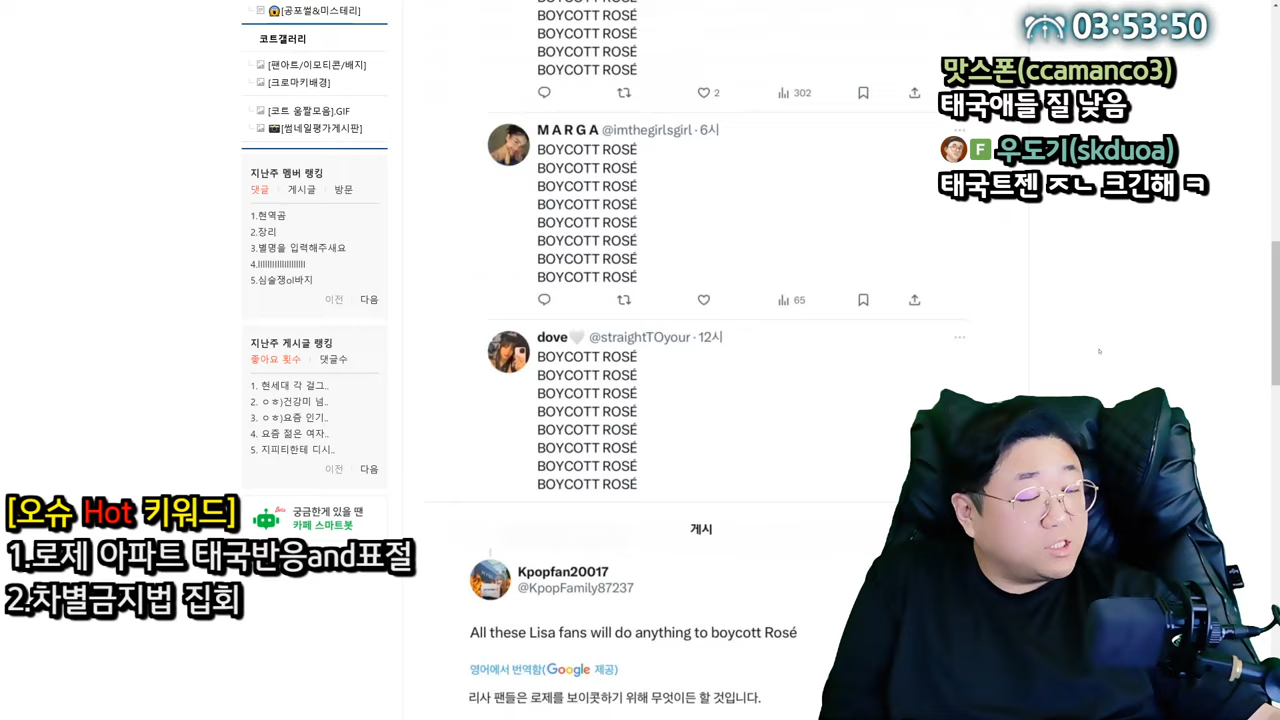 😱[공포썰&미스테리]
코트갤러리
[팬아트/이모티콘/배지]
[크로마키배경]
[코트 움짤모음].GIF
📷[썸네일평가게시판]
지난주 멤버 랭킹
댓글 게시글 방문
1.현역곰
2.장리
3.별명을 입력해주새요
5.심술쟁ol바지
이전 다음
지난주 게시글 랭킹
좋아요 횟수 댓글수
1. 현세대 각 걸그..
2. ㅇㅎ)건강미 넘..
3. ㅇㅎ)요즘 인기..
4. 요즘 젊은 여자..
5. 지피티한테 디시..
이전 다음
Beta
궁금한게 있을 땐
카페 스마트봇
BOYCOTT ROSÉ
BOYCOTT ROSÉ
BOYCOTT ROSÉ
BOYCOTT ROSÉ
2 302
M A R G A @imthegirlsgirl · 6시
BOYCOTT ROSÉ
BOYCOTT ROSÉ
BOYCOTT ROSÉ
BOYCOTT ROSÉ
BOYCOTT ROSÉ
BOYCOTT ROSÉ
BOYCOTT ROSÉ
BOYCOTT ROSÉ
65
dove🤍 @straightTOyour · 12시
BOYCOTT ROSÉ
BOYCOTT ROSÉ
BOYCOTT ROSÉ
BOYCOTT ROSÉ
BOYCOTT ROSÉ
BOYCOTT ROSÉ
BOYCOTT ROSÉ
BOYCOTT ROSÉ
게시
Kpopfan20017
@KpopFamily87237
All these Lisa fans will do anything to boycott Rosé
영어에서 번역함(Google 제공)
리사 팬들은 로제를 보이콧하기 위해 무엇이든 할 것입니다.
03:53:50
맛스폰(ccamanco3)
태국애들 질 낮음
F 우도기(skduoa)
태국트젠 ㅈㄴ 크긴해 ㅋ
[오슈 Hot 키워드]
1.로제 아파트 태국반응and표절
2.차별금지법 집회